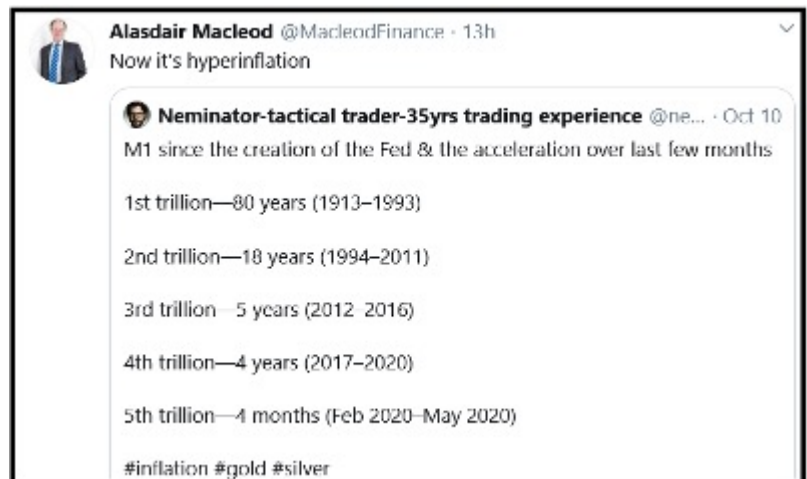 Alasdair Macleod @MacleodFinance · 13h
Now it's hyperinflation
Neminator-tactical trader-35yrs trading experience @ne... · Oct 10
M1 since the creation of the Fed & the acceleration over last few months
1st trillion—80 years (1913–1993)
2nd trillion—18 years (1994–2011)
3rd trillion—5 years (2012–2016)
4th trillion—4 years (2017–2020)
5th trillion—4 months (Feb 2020–May 2020)
#inflation #gold #silver